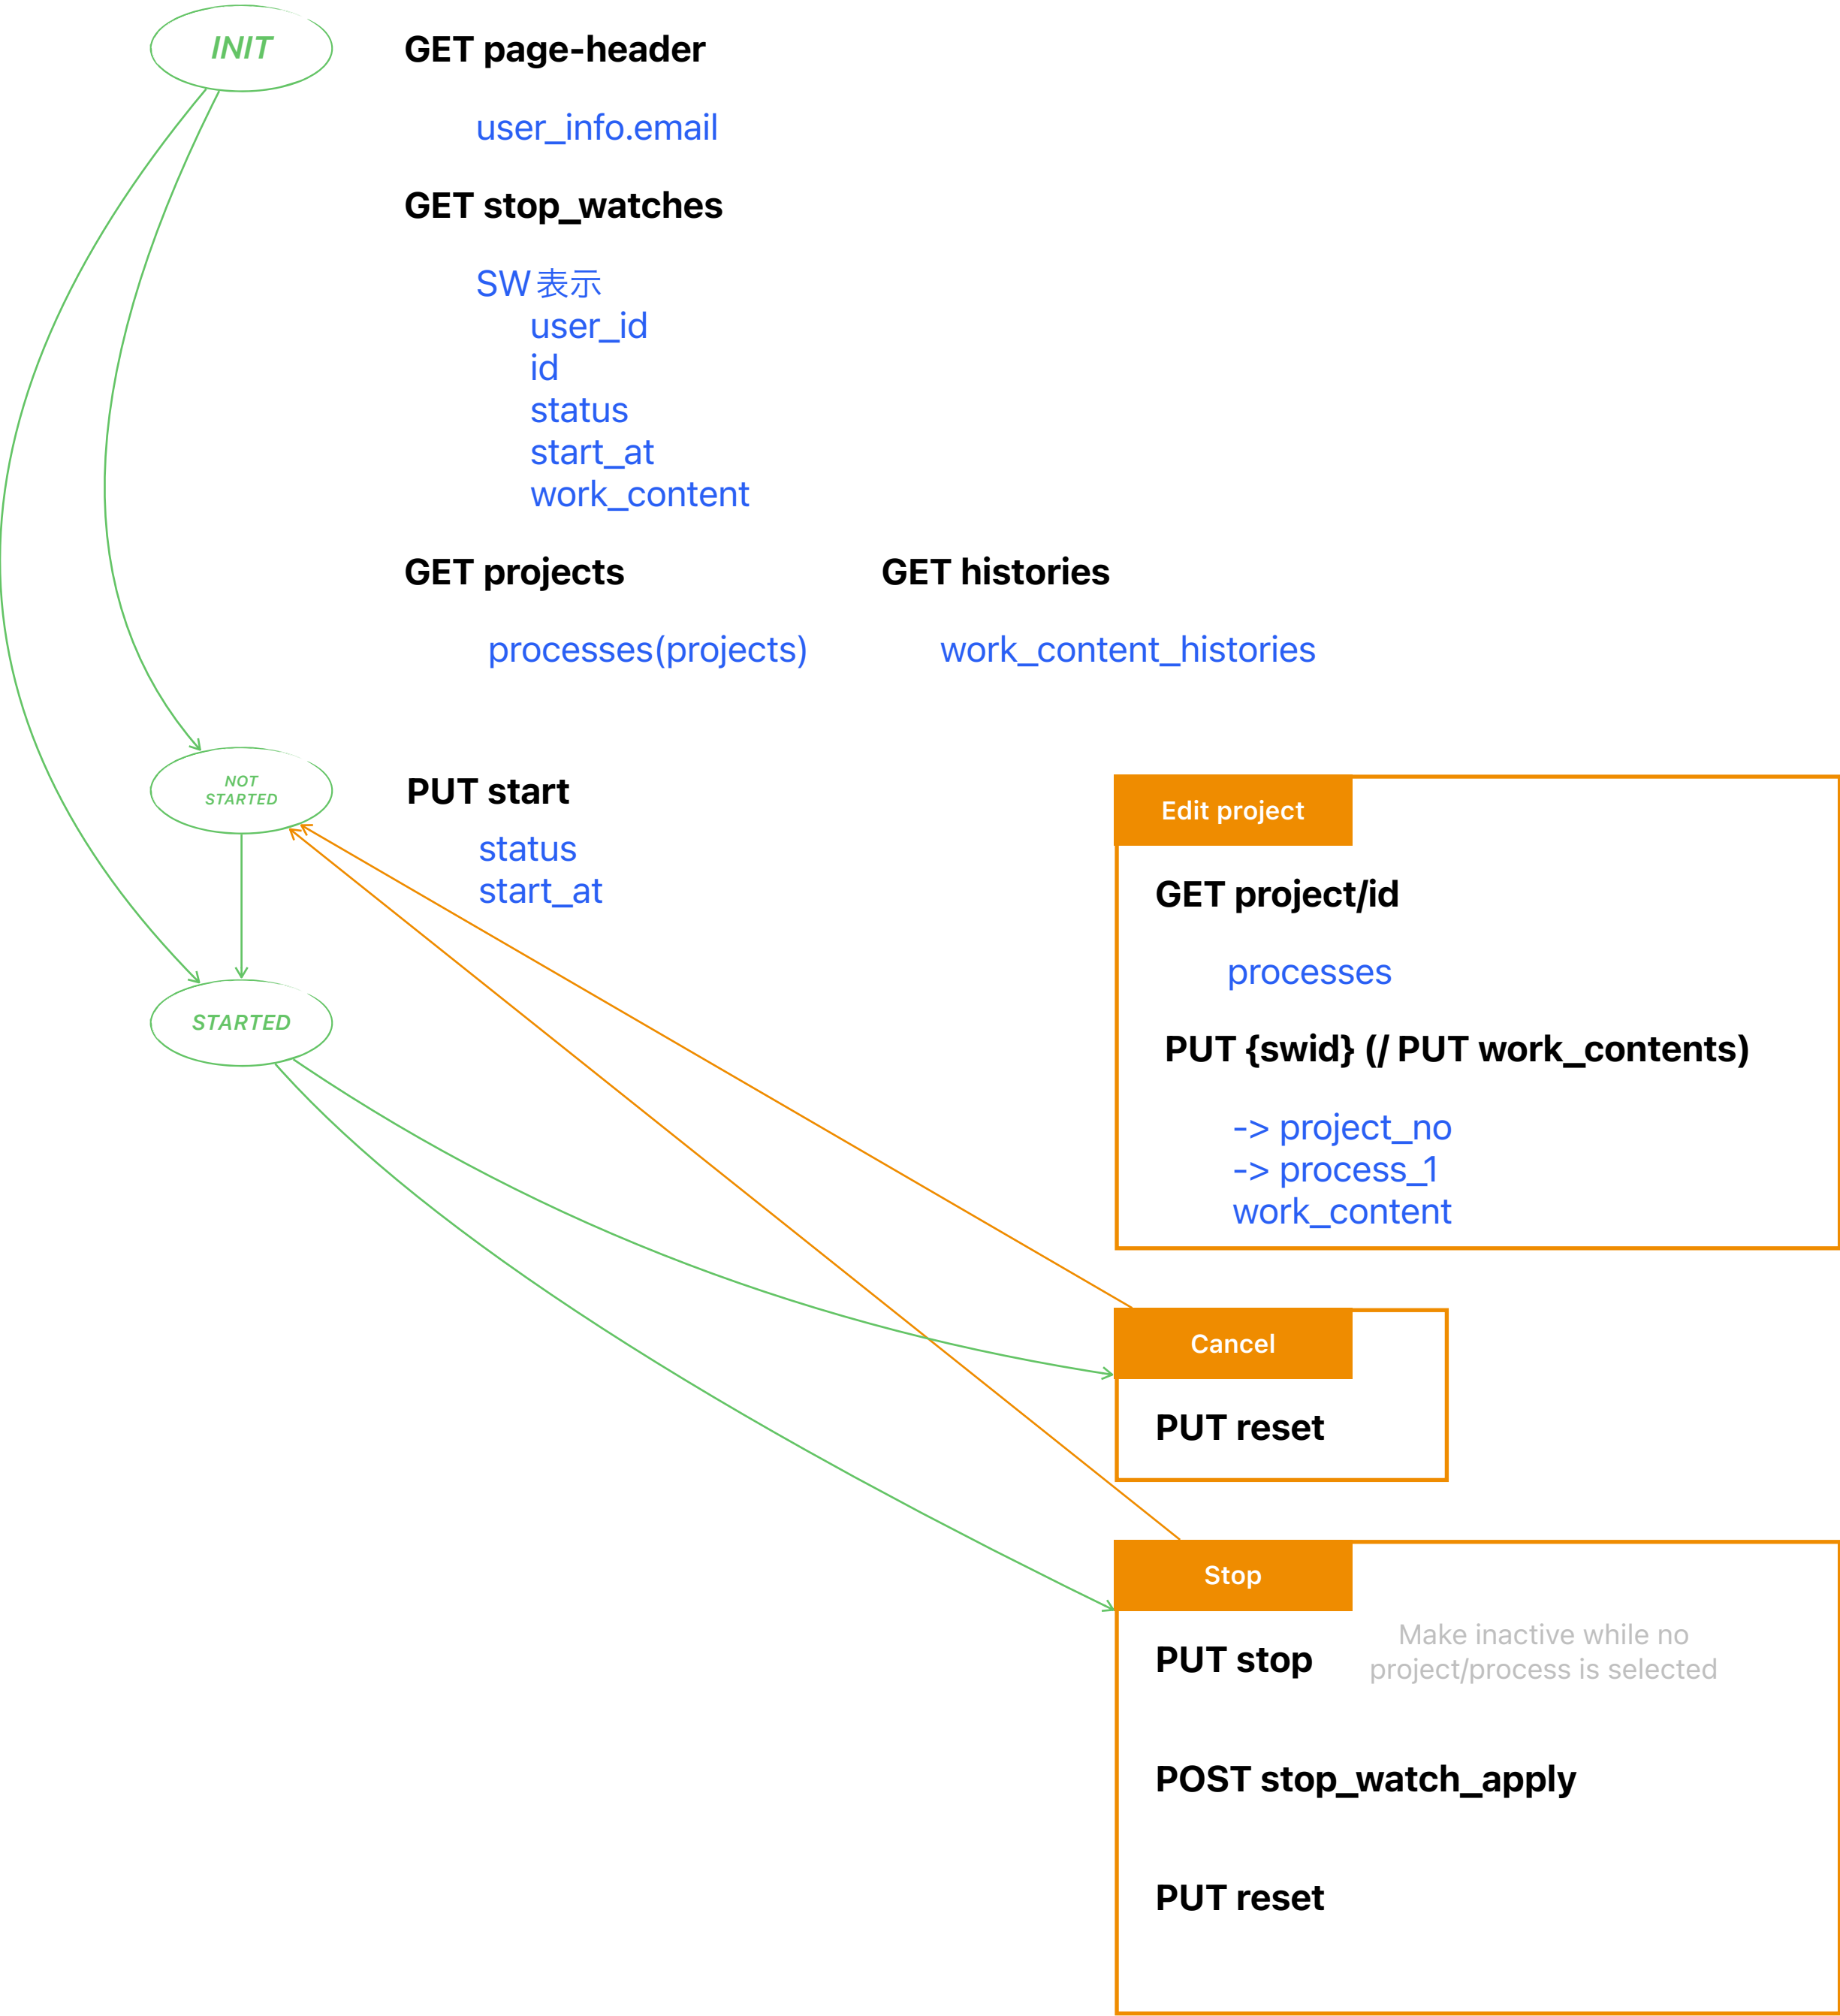 INIT
GET page-header
user_info.email
GET stop_watches
SW表示
user_id
id
status
start_at
work_content
GET projects
processes(projects)
GET histories
work_content_histories
NOT
STARTED
PUT start
status
start_at
STARTED
Edit project
GET project/id
processes
PUT {swid} (/ PUT work_contents)
-> project_no
-> process_1
work_content
Cancel
PUT reset
Stop
PUT stop
Make inactive while no
project/process is selected
POST stop_watch_apply
PUT reset